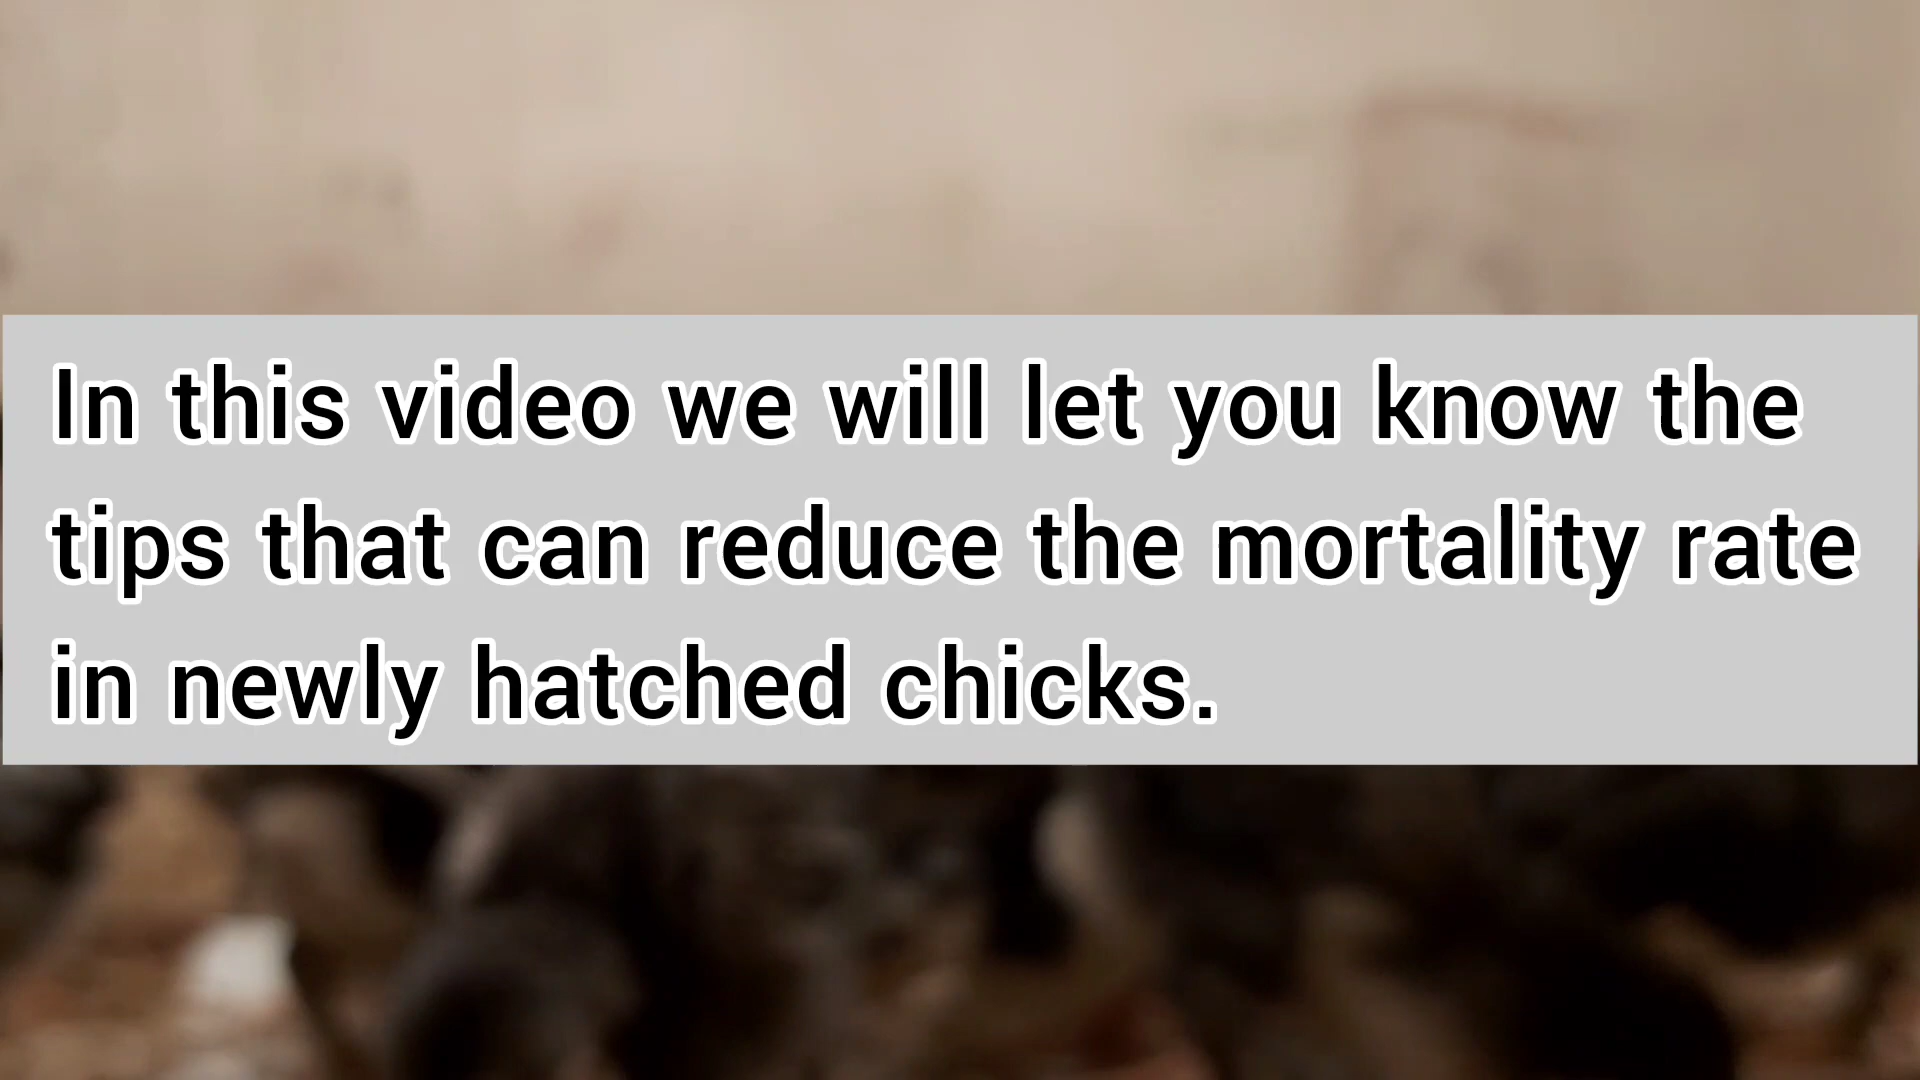 In this video we will let you know the
tips that can reduce the mortality rate
in newly hatched chicks.